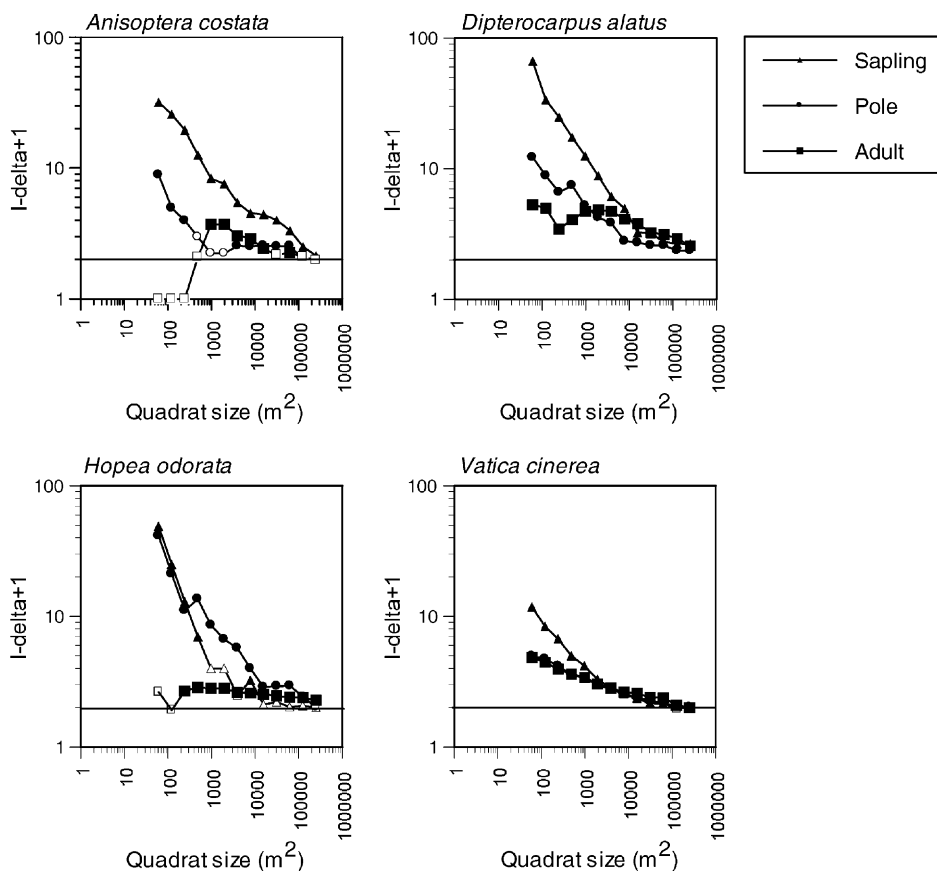 Anisoptera costata
100
10
1
I-delta+1
1
10
100
1000
10000
100000
1000000
Quadrat size (m²)
Dipterocarpus alatus
100
10
1
I-delta+1
1
10
100
1000
10000
100000
1000000
Quadrat size (m²)
Sapling
Pole
Adult
Hopea odorata
100
10
1
I-delta+1
1
10
100
1000
10000
100000
1000000
Quadrat size (m²)
Vatica cinerea
100
10
1
I-delta+1
1
10
100
1000
10000
100000
1000000
Quadrat size (m²)